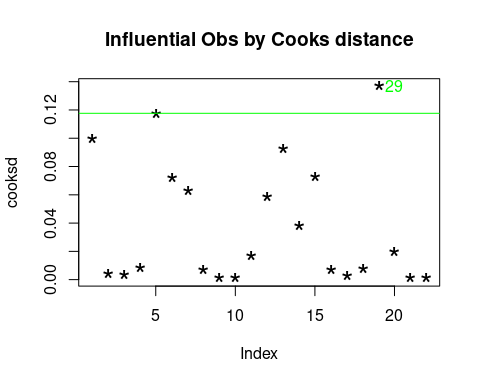 Influential Obs by Cooks distance
29
cooksd
0.00 0.04 0.08 0.12
5 10 15 20
Index